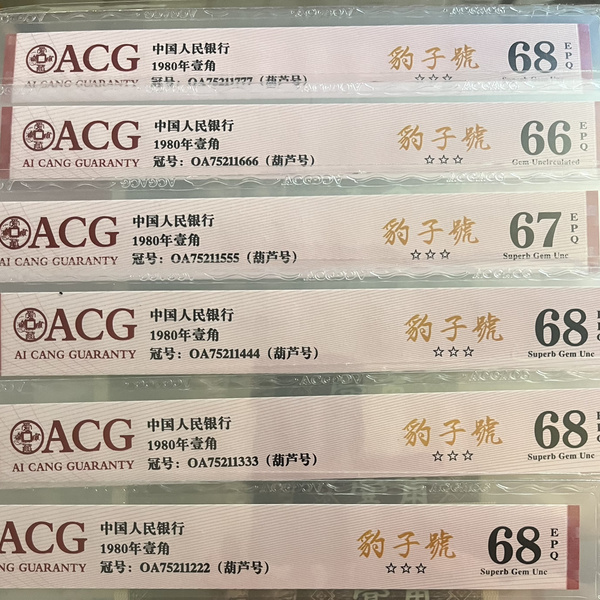 ACG
AI CANG GUARANTY
中国人民银行
1980年壹角
冠号：OA75211777（葫芦号）
豹子號
☆☆☆
68
EPQ
Superb Gem Unc
ACG
AI CANG GUARANTY
中国人民银行
1980年壹角
冠号：OA75211666（葫芦号）
豹子號
☆☆☆
66
EPQ
Gem Uncirculated
ACG
AI CANG GUARANTY
中国人民银行
1980年壹角
冠号：OA75211555（葫芦号）
豹子號
☆☆☆
67
EPQ
Superb Gem Unc
ACG
AI CANG GUARANTY
中国人民银行
1980年壹角
冠号：OA75211444（葫芦号）
豹子號
☆☆☆
68
Superb Gem Unc
ACG
AI CANG GUARANTY
中国人民银行
1980年壹角
冠号：OA75211333（葫芦号）
豹子號
☆☆☆
68
Superb Gem Unc
ACG
NG GUARANTY
中国人民银行
1980年壹角
冠号：OA75211222（葫芦号）
豹子號
☆☆☆
68
EPQ
Superb Gem Unc